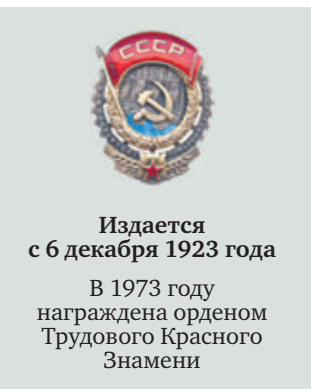 СССР
Издается
с 6 декабря 1923 года
В 1973 году
награждена орденом
Трудового Красного
Знамени